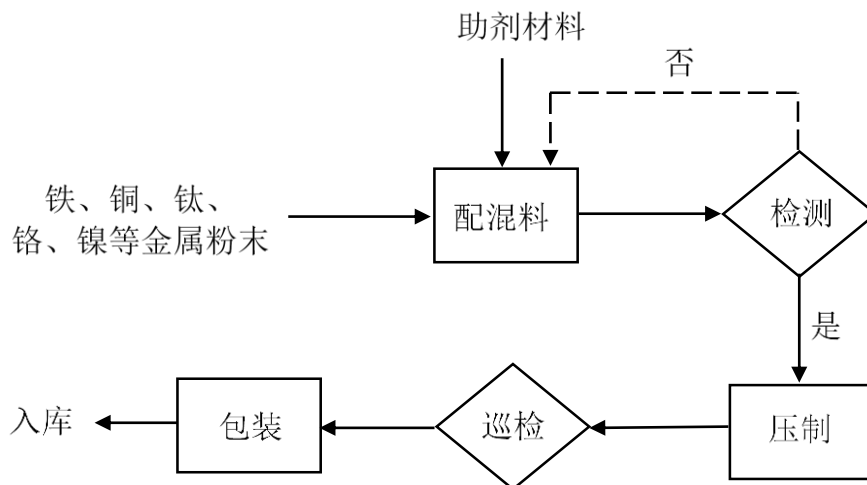 助剂材料
否
铁、铜、钛、
铬、镍等金属粉末
配混料
检测
是
入库
包装
巡检
压制